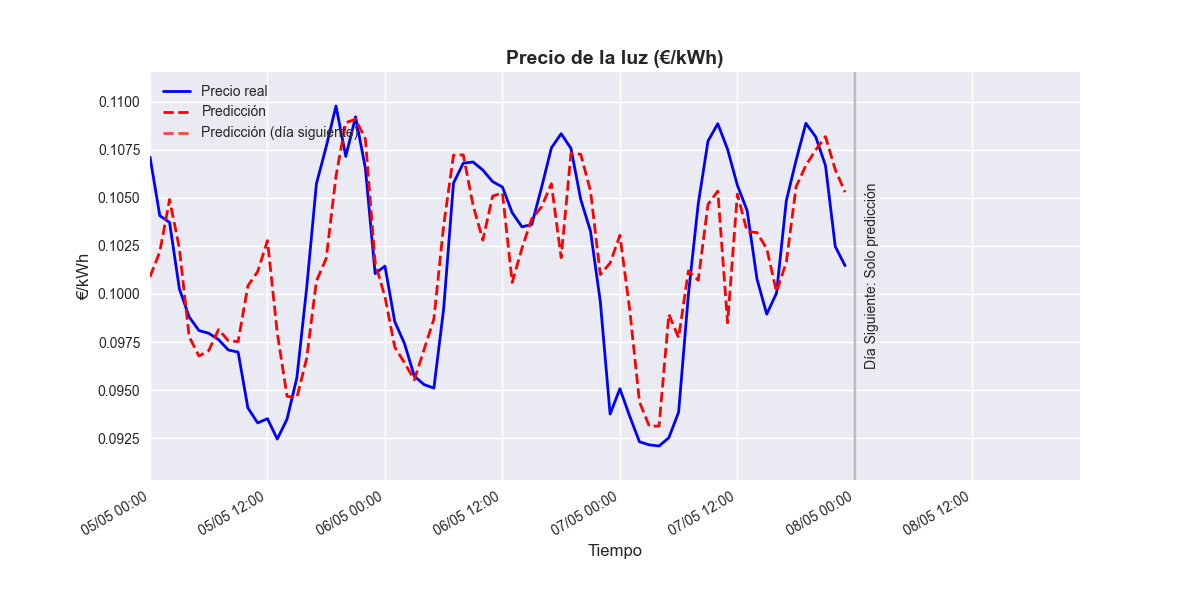 Precio de la luz (€/kWh)
Precio real
Predicción
Predicción (día siguiente)
0.1100
0.1075
0.1050
0.1025
0.1000
0.0975
0.0950
0.0925
€/kWh
Día Siguiente: Solo predicción
05/05 00:00
05/05 12:00
06/05 00:00
06/05 12:00
07/05 00:00
07/05 12:00
08/05 00:00
08/05 12:00
Tiempo